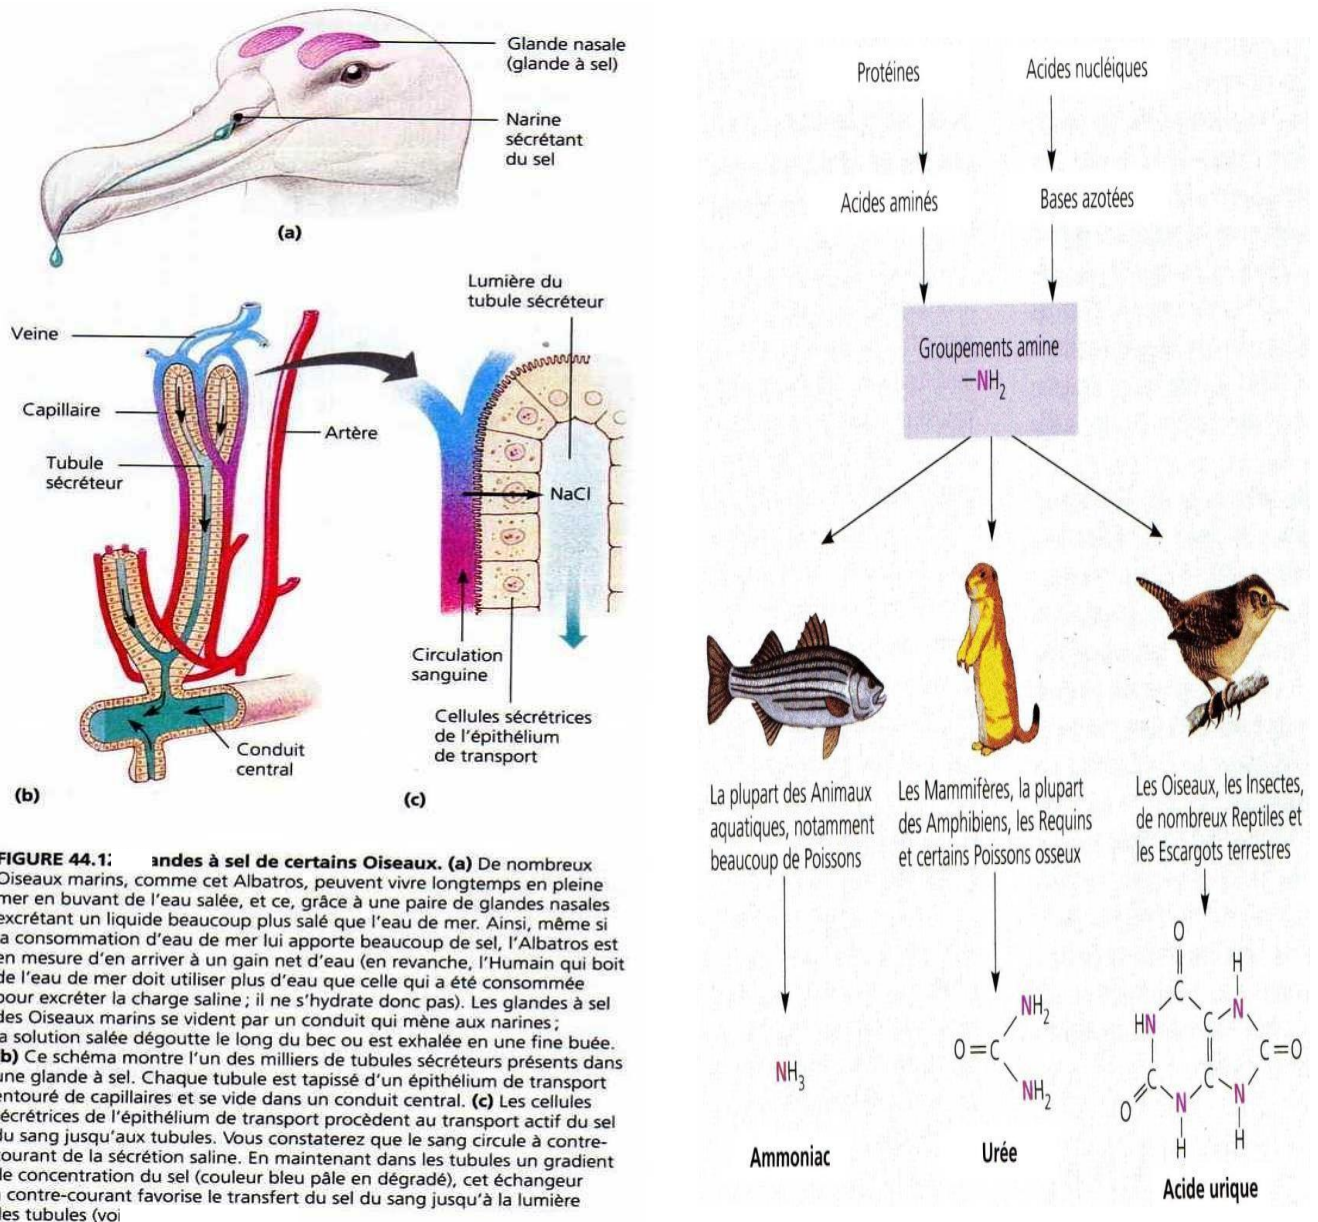 Glande nasale
(glande à sel)
Narine
sécrétant
du sel
(a)
Lumière du
tubule sécréteur
Veine
Capillaire
Artère
Tubule
sécréteur
NaCl
Circulation
sanguine
Cellules sécrétrices
de l'épithélium
de transport
Conduit
central
(b)
(c)
FIGURE 44.1 andes à sel de certains Oiseaux. (a) De nombreux
Oiseaux marins, comme cet Albatros, peuvent vivre longtemps en pleine
mer en buvant de l'eau salée, et ce, grâce à une paire de glandes nasales
excrétant un liquide beaucoup plus salé que l'eau de mer. Ainsi, même si
la consommation d'eau de mer lui apporte beaucoup de sel, l'Albatros est
en mesure d'en arriver à un gain net d'eau (en revanche, l'Humain qui boit
de l'eau de mer doit utiliser plus d'eau que celle qui a été consommée
pour excréter la charge saline ; il ne s'hydrate donc pas). Les glandes à sel
des Oiseaux marins se vident par un conduit qui mène aux narines ;
la solution salée dégoutte le long du bec ou est exhalée en une fine buée.
(b) Ce schéma montre l'un des milliers de tubules sécréteurs présents dans
une glande à sel. Chaque tubule est tapissé d'un épithélium de transport
entouré de capillaires et se vide dans un conduit central. (c) Les cellules
sécrétrices de l'épithélium de transport procèdent au transport actif du sel
du sang jusqu'aux tubules. Vous constaterez que le sang circule à contre-
courant de la sécrétion saline. En maintenant dans les tubules un gradient
de concentration du sel (couleur bleu pâle en dégradé), cet échangeur
à contre-courant favorise le transfert du sel du sang jusqu'à la lumière
des tubules (voi
Protéines
Acides nucléiques
Acides aminés
Bases azotées
Groupements amine
—NH₂
La plupart des Animaux
aquatiques, notamment
beaucoup de Poissons
Les Mammifères, la plupart
des Amphibiens, les Requins
et certains Poissons osseux
Les Oiseaux, les Insectes,
de nombreux Reptiles et
les Escargots terrestres
NH₃
Ammoniac
NH₂
O=C
NH₂
Urée
O
H
C
N
HN
C
C=O
C
C
O
N
N
H
H
Acide urique